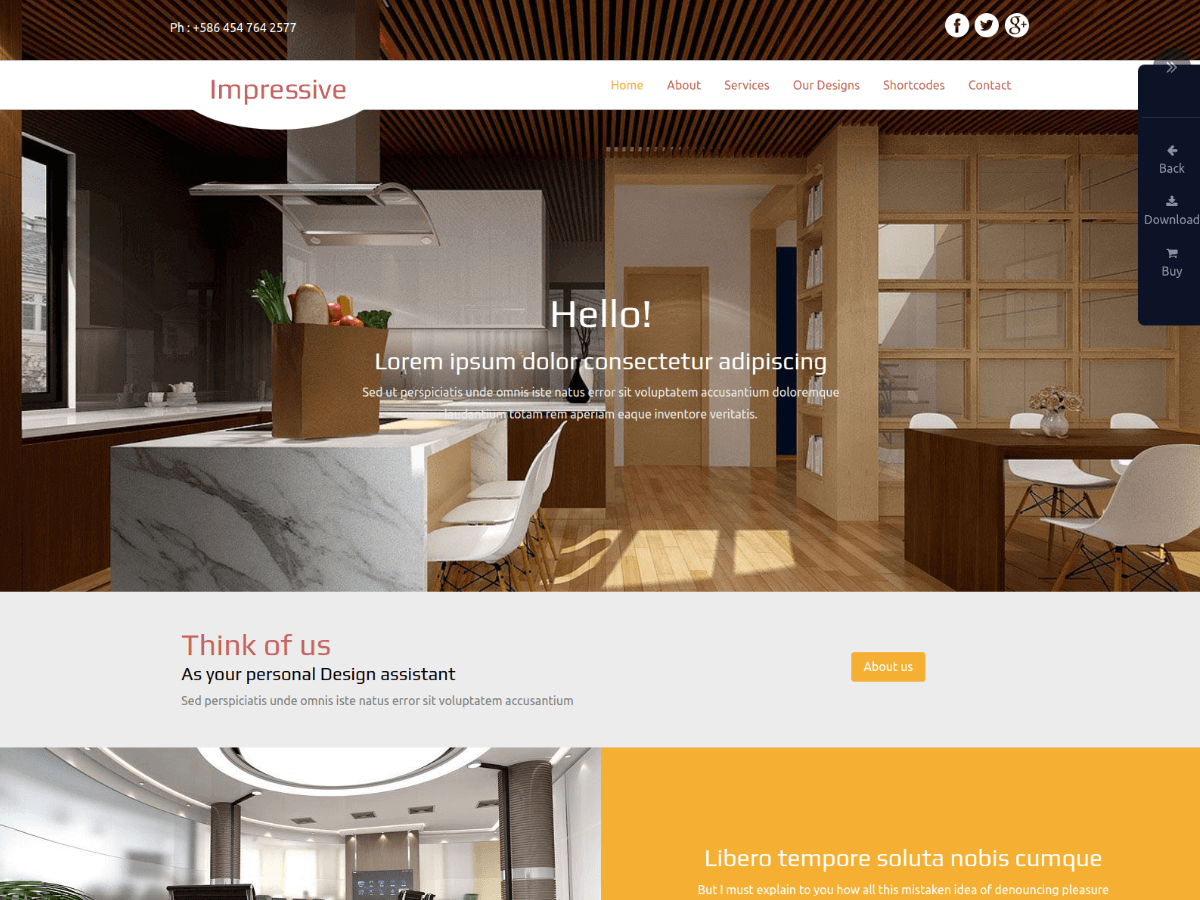 Ph : +586 454 764 2577
Impressive
Home About Services Our Designs Shortcodes Contact
Back
Download
Buy
Hello!
Lorem ipsum dolor consectetur adipiscing
Sed ut perspiciatis unde omnis iste natus error sit voluptatem accusantium doloremque
laudantium totam rem aperiam eaque inventore veritatis.
Think of us
As your personal Design assistant
Sed perspiciatis unde omnis iste natus error sit voluptatem accusantium
About us
Libero tempore soluta nobis cumque
But I must explain to you how all this mistaken idea of denouncing pleasure